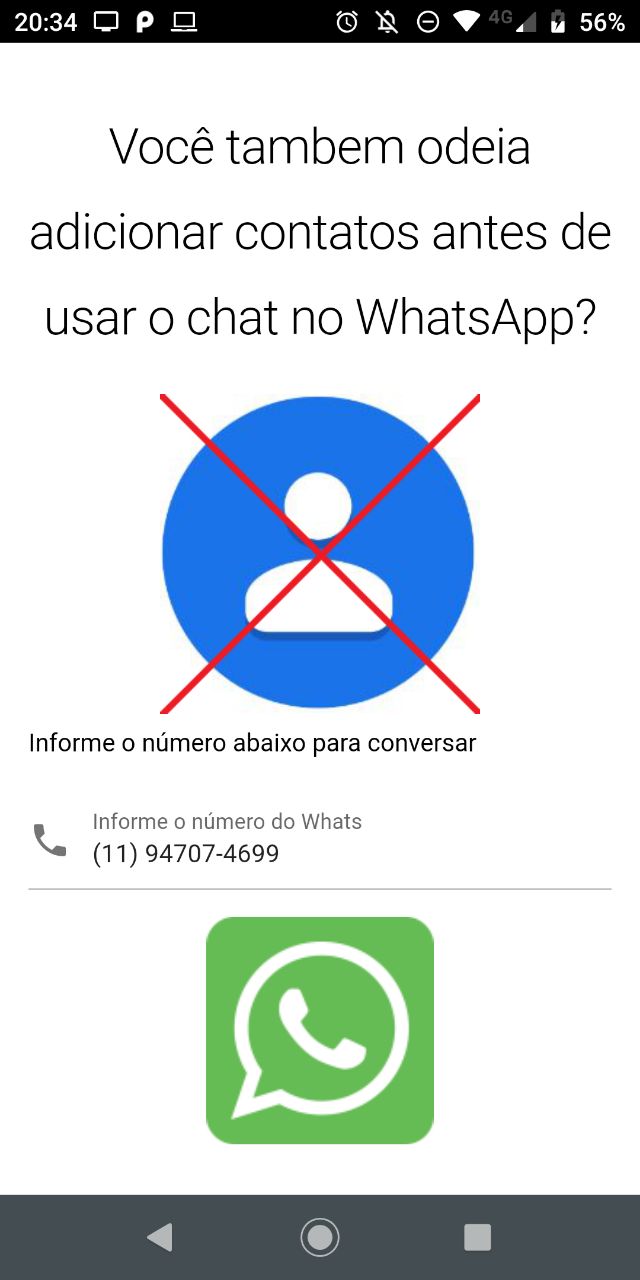 20:34
4G
56%
Você tambem odeia
adicionar contatos antes de
usar o chat no WhatsApp?
Informe o número abaixo para conversar
Informe o número do Whats
(11) 94707-4699